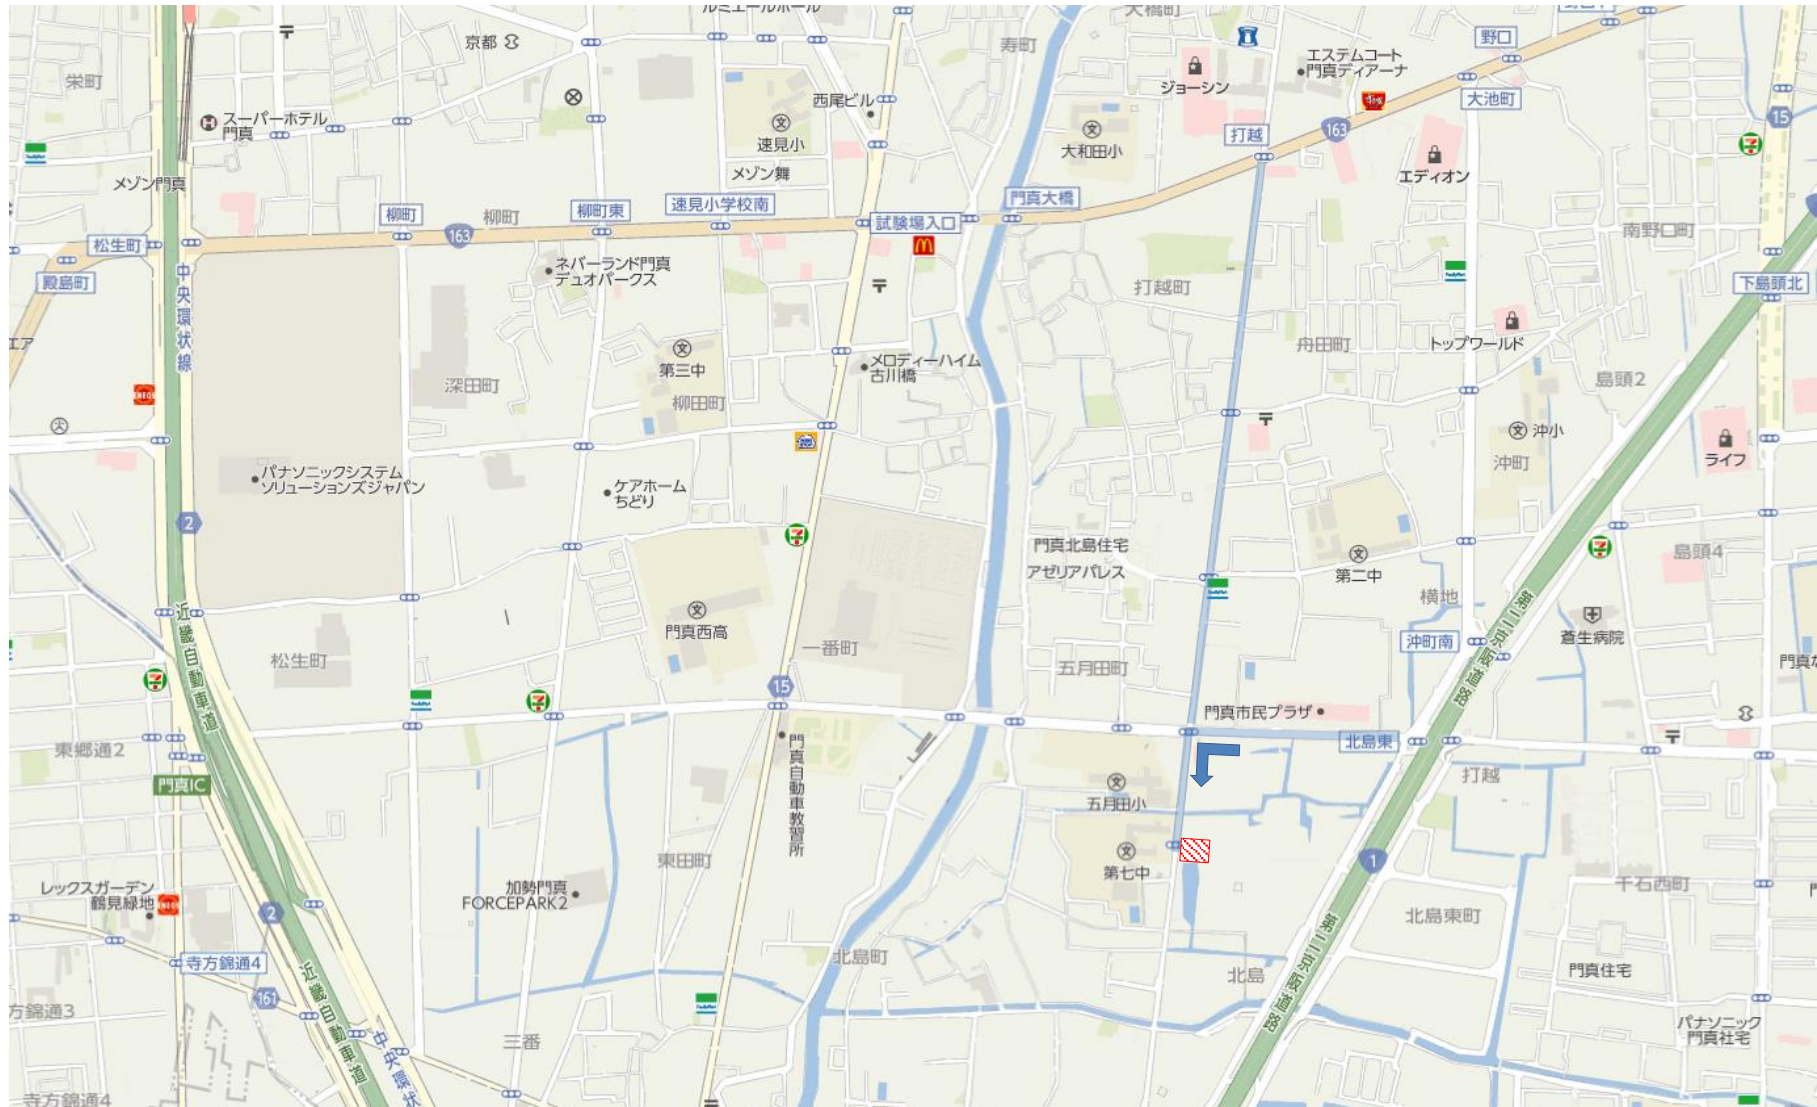 ルミエールホール
大橋町
京都
寿町
野口
栄町
エステムコート
門真ディアーナ
ジョーシン
西尾ビル
大池町
スーパーホテル
門真
速見小
打越
163
15
大和田小
メゾン舞
エディオン
メゾン門真
柳町
柳町
柳町東
速見小学校南
門真大橋
試験場入口
163
松生町
南野口町
殿島町
中央環状線
ネバーランド門真
デュオパークス
打越町
下島頭北
エア
舟田町
トップワールド
第三中
メロディーハイム
古川橋
深田町
柳田町
島頭2
ENEOS
沖小
沖町
ライフ
パナソニックシステム
ソリューションズジャパン
ケアホーム
ちどり
2
門真北島住宅
アゼリアパレス
第二中
島頭4
横地
近畿自動車道
門真西高
一番町
沖町南
蒼生病院
第二京阪道路
松生町
五月田町
15
門真市民プラザ
北島東
東郷通2
門真IC
門真自動車教習所
五月田小
打越
東田町
第七中
1
レックスガーデン
鶴見緑地
加勢門真
FORCEPARK2
千石西町
2
北島東町
第二京阪道路
寺方錦通4
北島町
北島
門真住宅
161
近畿自動車道
方錦通3
中央環状
三番
パナソニック
門真社宅
寺方錦通4